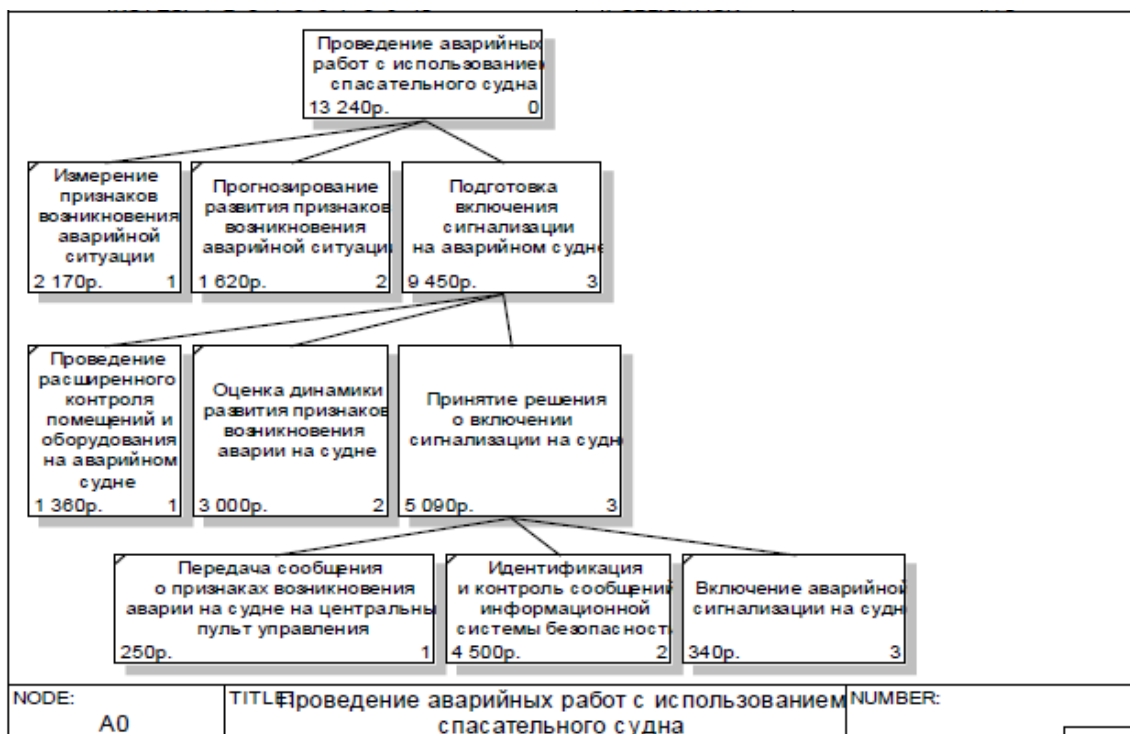 Проведение аварийных
работ с использованием
спасательного судна
13 240р. 0
Измерение
признаков
возникновения
аварийной
ситуации
2 170р. 1
Прогнозирование
развития признаков
возникновения
аварийной ситуаци
1 620р. 2
Подготовка
включения
сигнализации
на аварийном судне
9 450р. 3
Проведение
расширенного
контроля
помещений и
оборудования
на аварийном
судне
1 360р. 1
Оценка динамики
развития признаков
возникновения
аварии на судне
3 000р. 2
Принятие решения
о включении
сигнализации на судн
5 090р. 3
Передача сообщения
о признаках возникновения
аварии на судне на центральны
пульт управления
250р. 1
Идентификация
и контроль сообщений
информационной
системы безопасност
4 500р. 2
Включение аварийной
сигнализации на судн
340р. 3
NODE:
A0
TITLE:
Проведение аварийных работ с использованием
спасательного судна
NUMBER: